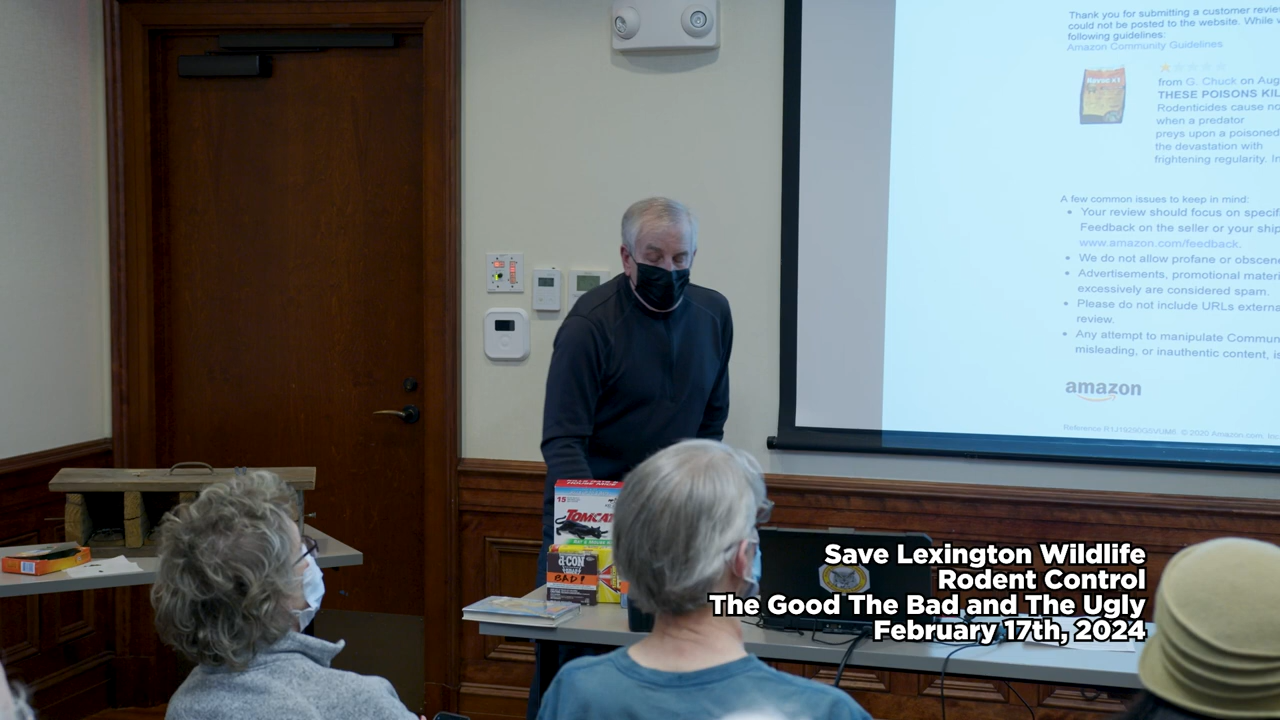 Thank you for submitting a customer revie
could not be posted to the website. While
following guidelines:
Amazon Community Guidelines
from G. Chuck on Aug
THESE POISONS KIL
Rodenticides cause no
when a predator
preys upon a poisoned
the devastation with
frightening regularity. In
A few common issues to keep in mind:
• Your review should focus on specif
Feedback on the seller or your ship
www.amazon.com/feedback.
• We do not allow profane or obscen
• Advertisements, promotional materi
excessively are considered spam.
• Please do not include URLs externa
review.
• Any attempt to manipulate Commun
misleading, or inauthentic content, is
amazon
15
TOMCAT
d-CON
BAD!
Save Lexington Wildlife
Rodent Control
The Good The Bad and The Ugly
February 17th, 2024